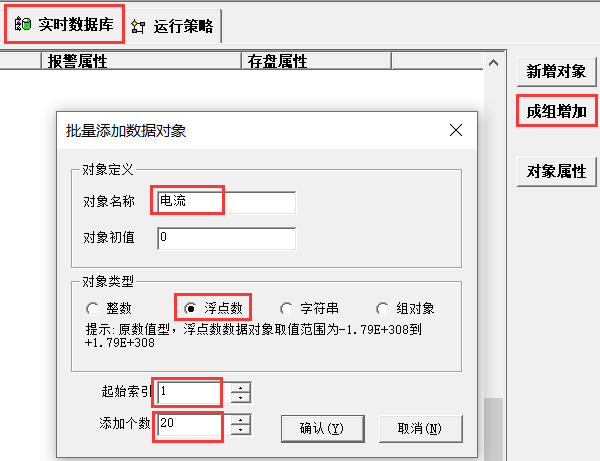 实时数据库 运行策略
报警属性 存盘属性
新增对象
成组增加
对象属性
批量添加数据对象
对象定义
对象名称 电流
对象初值 0
对象类型
整数 浮点数 字符串 组对象
提示:原数值型，浮点数数据对象取值范围为-1.79E+308到
+1.79E+308
起始索引 1
添加个数 20
确认(Y) 取消(N)